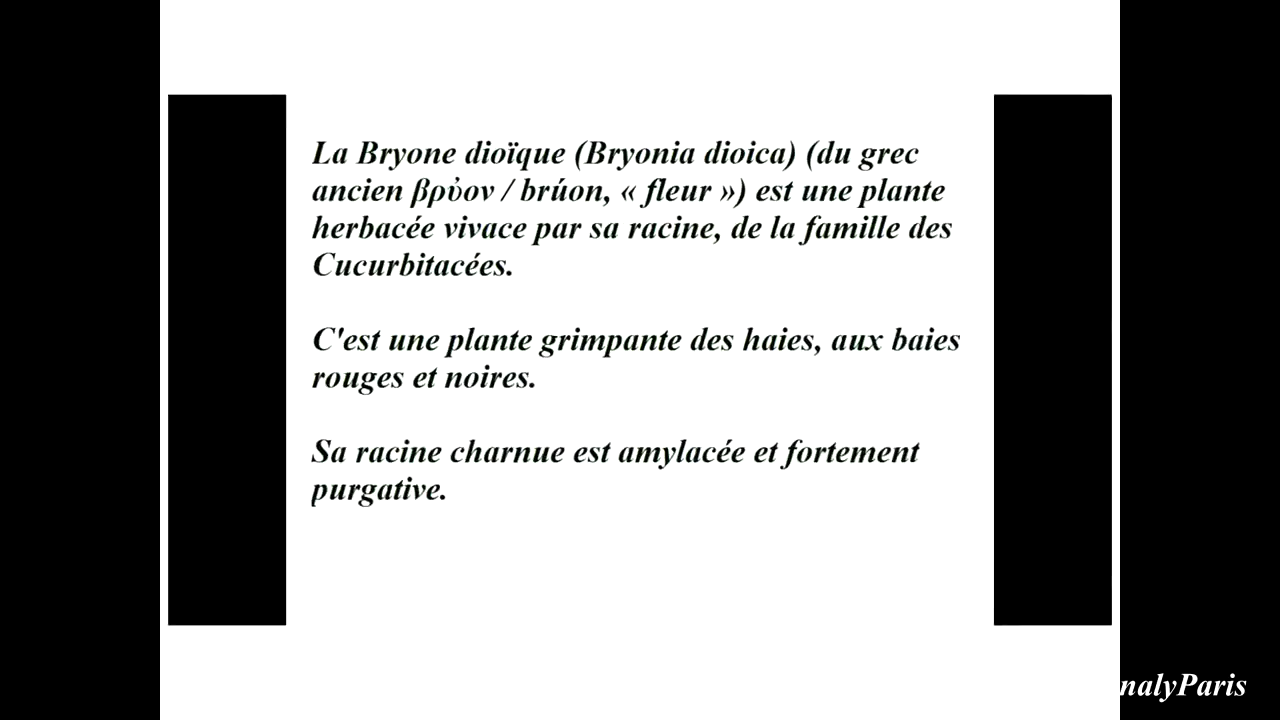 La Bryone dioïque (Bryonia dioica) (du grec
ancien βρὐον / brúon, « fleur ») est une plante
herbacée vivace par sa racine, de la famille des
Cucurbitacées.
C'est une plante grimpante des haies, aux baies
rouges et noires.
Sa racine charnue est amylacée et fortement
purgative.
nalyParis